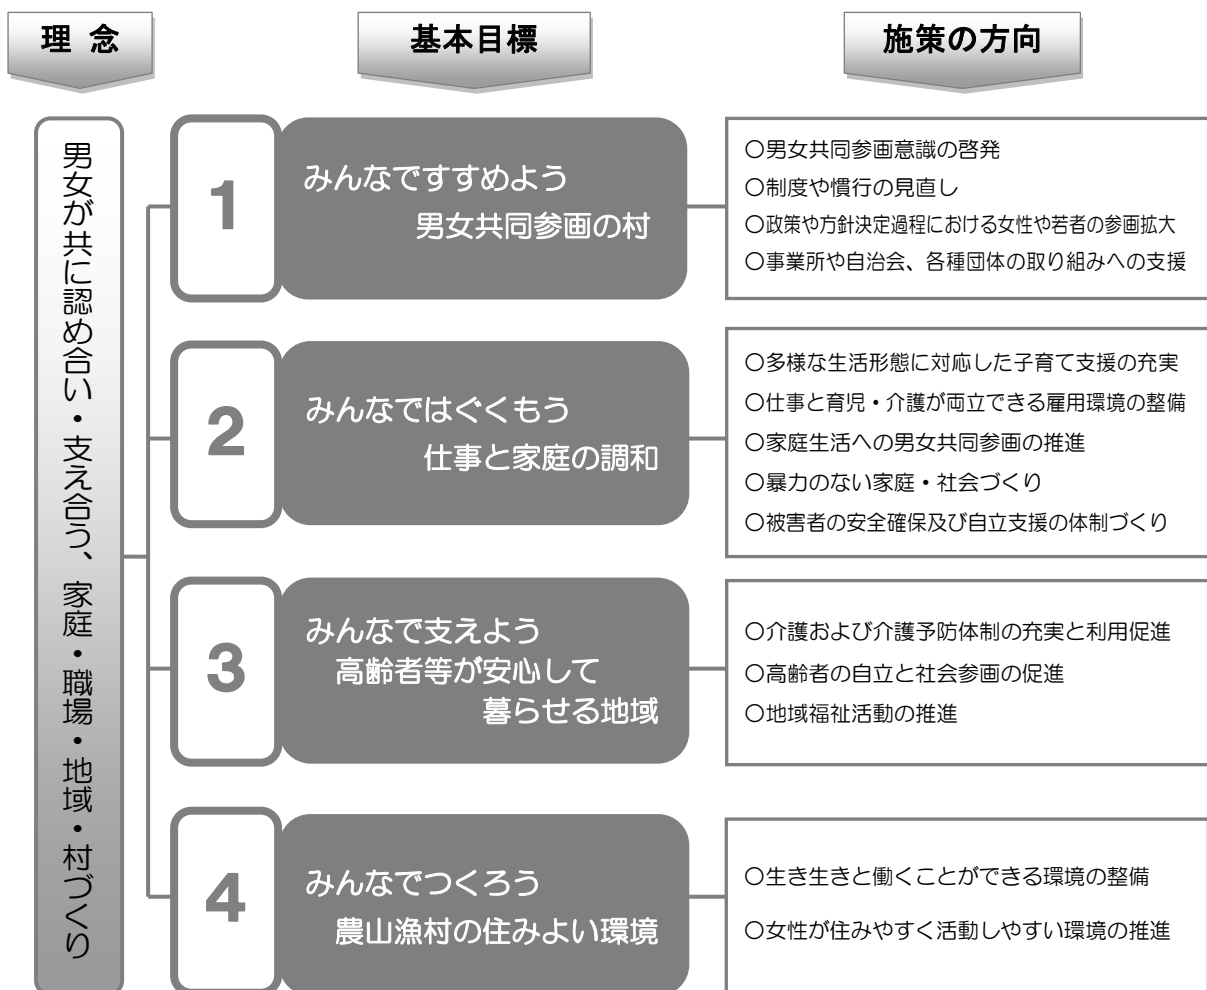 理 念
基本目標
施策の方向
男女が共に認め合い・支え合う、家庭・職場・地域・村づくり
1
みんなですすめよう
男女共同参画の村
○男女共同参画意識の啓発
○制度や慣行の見直し
○政策や方針決定過程における女性や若者の参画拡大
○事業所や自治会、各種団体の取り組みへの支援
2
みんなではぐくもう
仕事と家庭の調和
○多様な生活形態に対応した子育て支援の充実
○仕事と育児・介護が両立できる雇用環境の整備
○家庭生活への男女共同参画の推進
○暴力のない家庭・社会づくり
○被害者の安全確保及び自立支援の体制づくり
3
みんなで支えよう
高齢者等が安心して
暮らせる地域
○介護および介護予防体制の充実と利用促進
○高齢者の自立と社会参画の促進
○地域福祉活動の推進
4
みんなでつくろう
農山漁村の住みよい環境
○生き生きと働くことができる環境の整備
○女性が住みやすく活動しやすい環境の推進